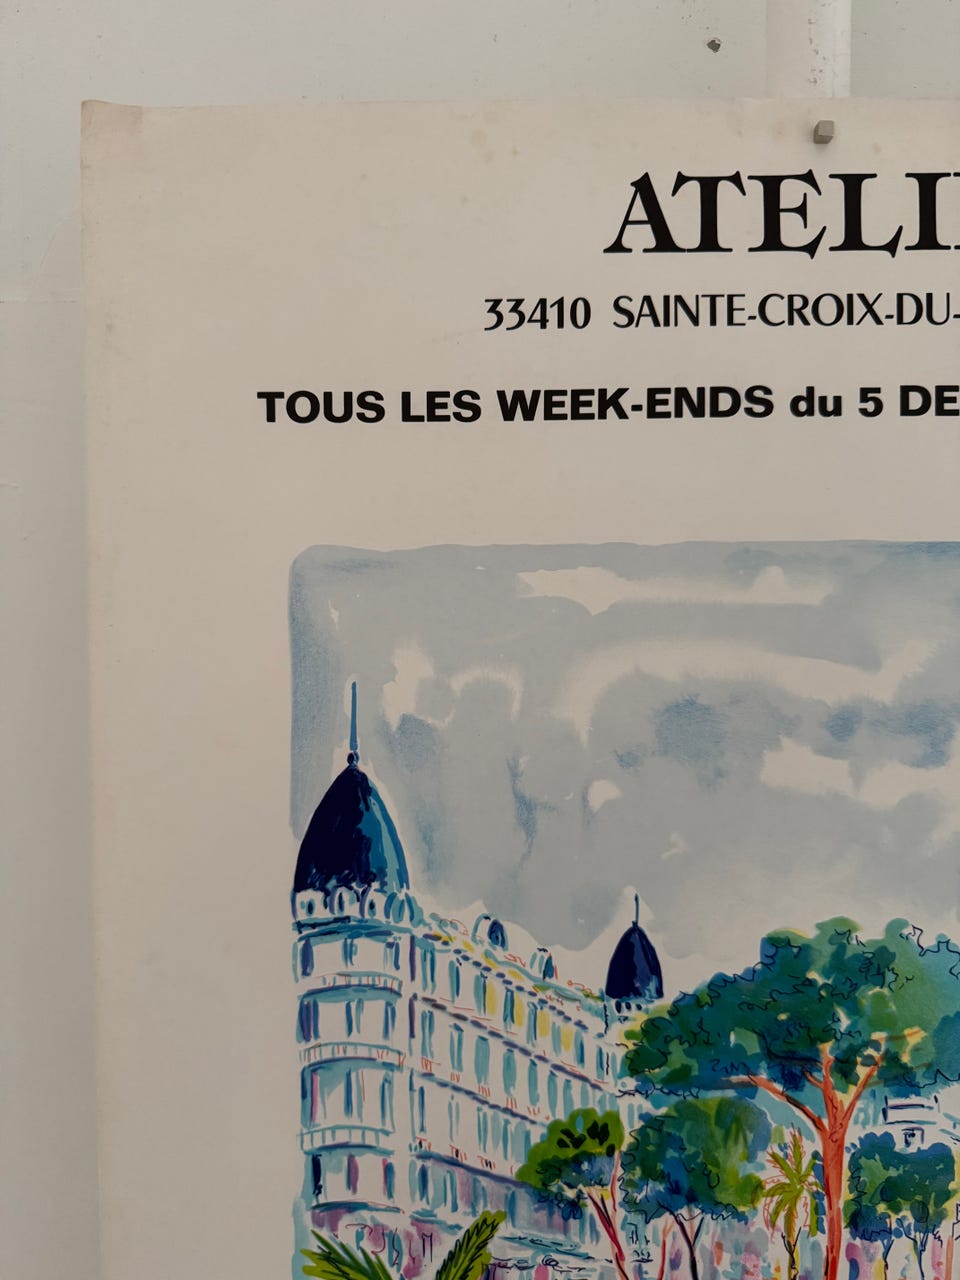 ATELI
33410 SAINTE-CROIX-DU-
TOUS LES WEEK-ENDS du 5 DE